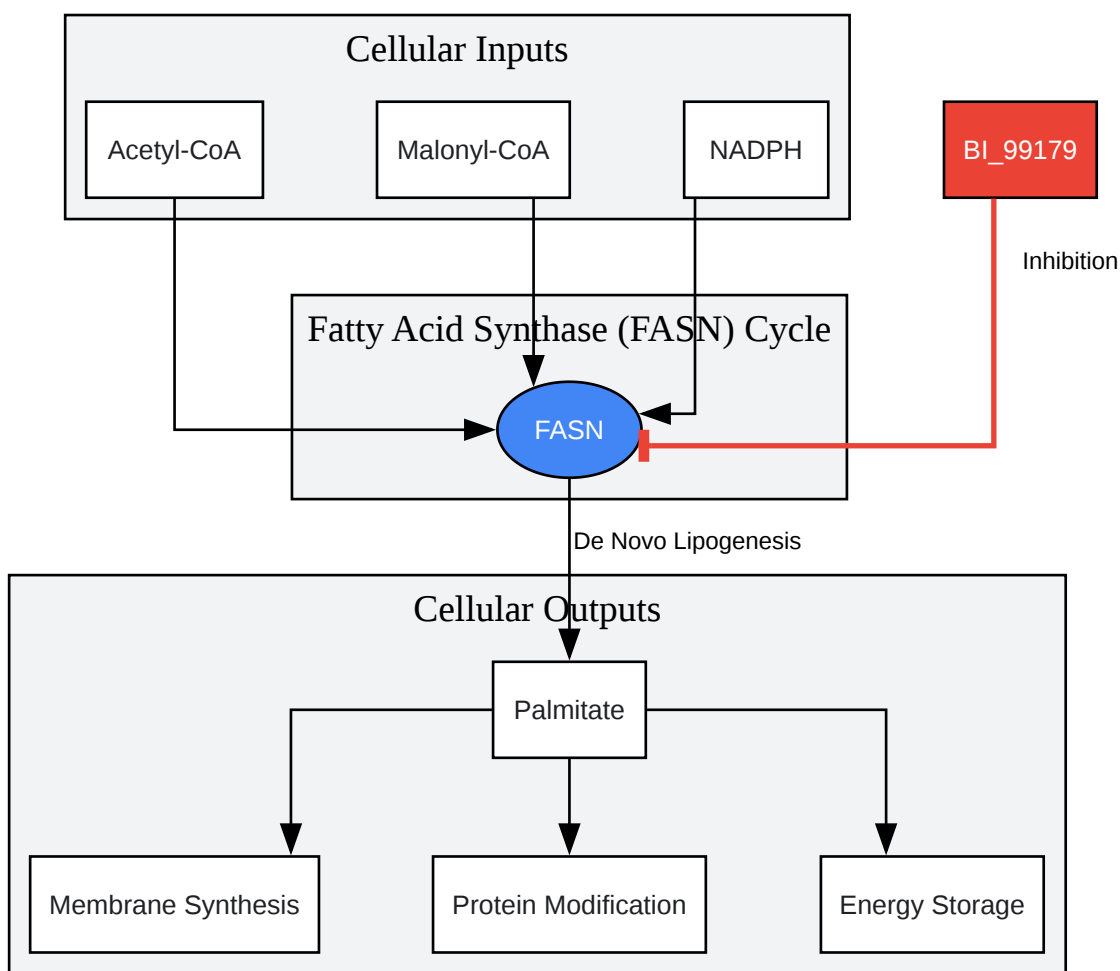 Cellular Inputs
Acetyl-CoA
Malonyl-CoA
NADPH
BI_99179
Inhibition
Fatty Acid Synthase (FASN) Cycle
FASN
De Novo Lipogenesis
Cellular Outputs
Palmitate
Membrane Synthesis
Protein Modification
Energy Storage